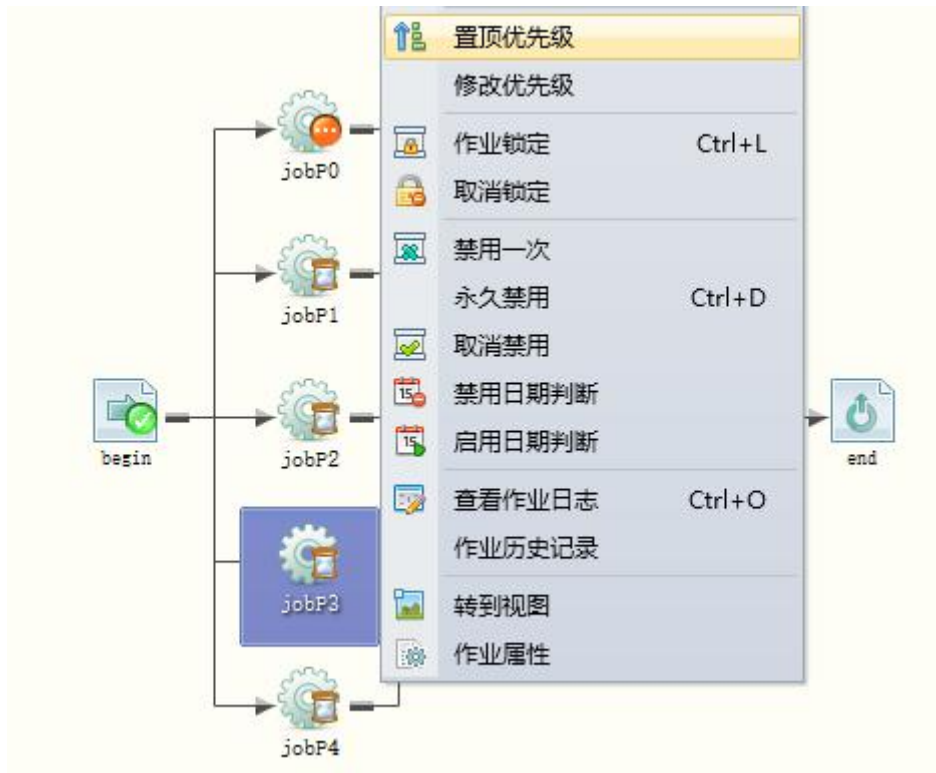 置顶优先级
修改优先级
作业锁定 Ctrl+L
取消锁定
禁用一次
永久禁用 Ctrl+D
取消禁用
15 禁用日期判断
15 启用日期判断
查看作业日志 Ctrl+O
作业历史记录
转到视图
作业属性
jobP0
jobP1
begin
jobP2
end
jobP3
jobP4